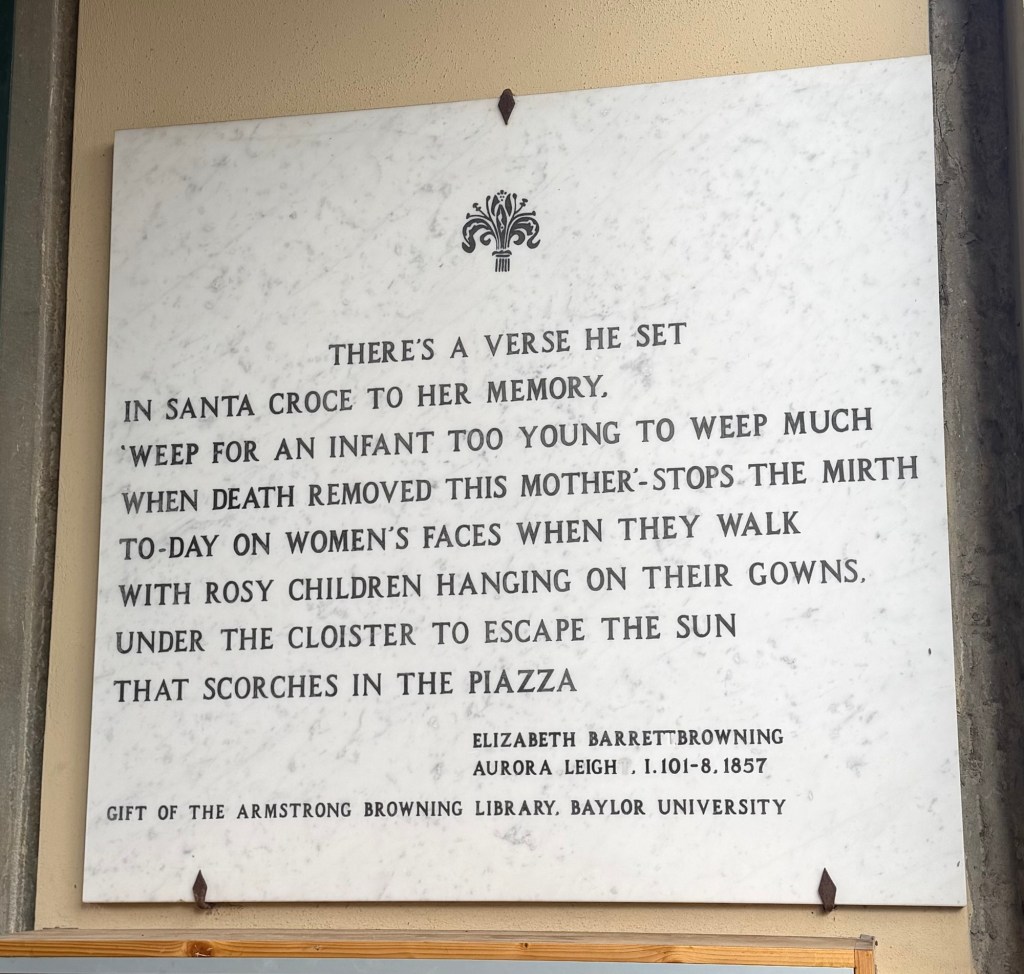 THERE'S A VERSE HE SET
IN SANTA CROCE TO HER MEMORY,
'WEEP FOR AN INFANT TOO YOUNG TO WEEP MUCH
WHEN DEATH REMOVED THIS MOTHER'-STOPS THE MIRTH
TO-DAY ON WOMEN'S FACES WHEN THEY WALK
WITH ROSY CHILDREN HANGING ON THEIR GOWNS,
UNDER THE CLOISTER TO ESCAPE THE SUN
THAT SCORCHES IN THE PIAZZA
ELIZABETH BARRETT BROWNING
AURORA LEIGH , I.101-8, 1857
GIFT OF THE ARMSTRONG BROWNING LIBRARY, BAYLOR UNIVERSITY